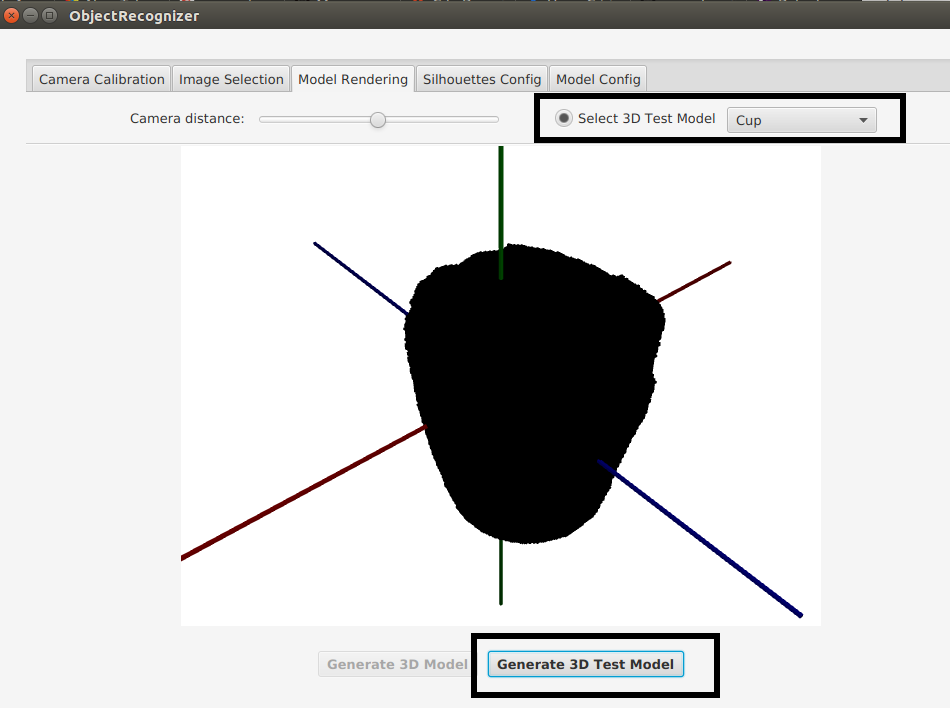 ObjectRecognizer
Camera Calibration Image Selection Model Rendering Silhouettes Config Model Config
Camera distance: Select 3D Test Model Cup
Generate 3D Model Generate 3D Test Model